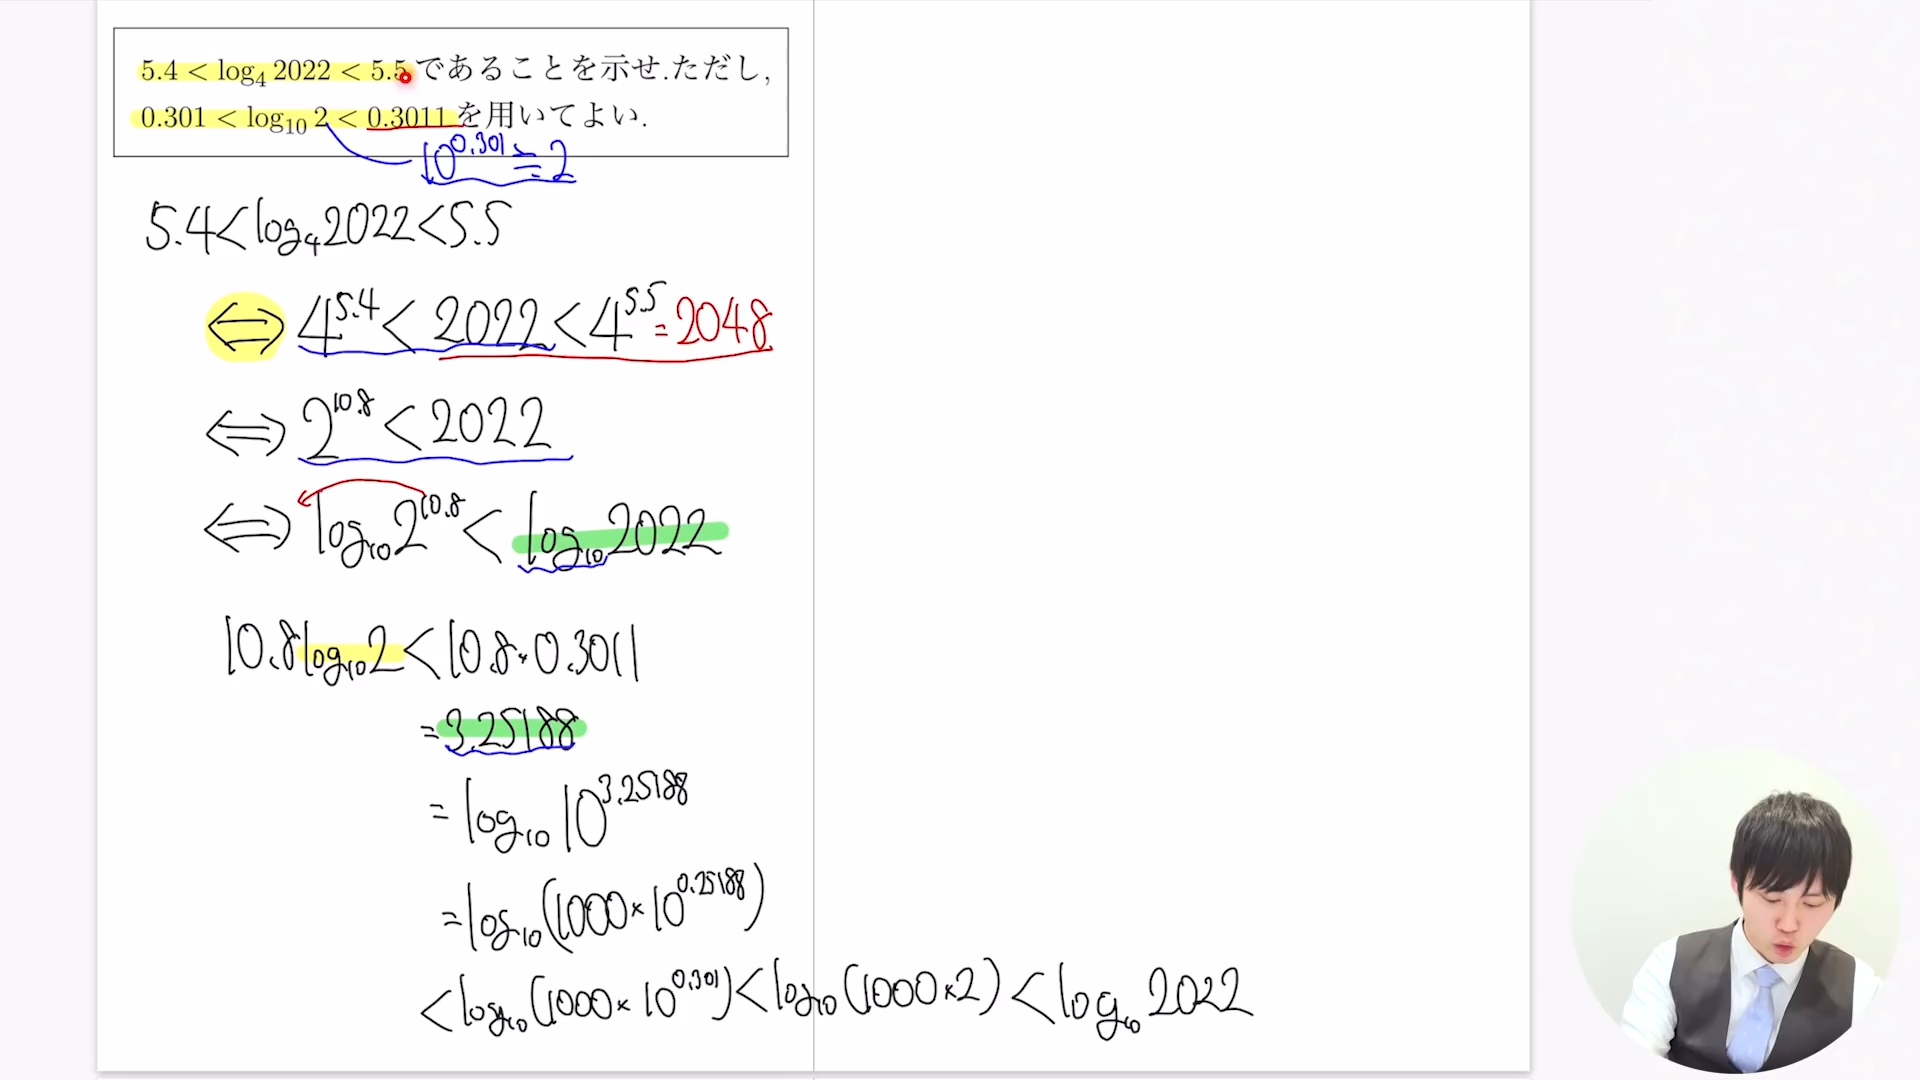 5.4 < log₄ 2022 < 5.5 であることを示せ.ただし,
0.301 < log₁₀ 2 < 0.3011 を用いてよい.
10^0.301 ≒ 2
5.4 < log₄ 2022 < 5.5
⇔ 4^5.4 < 2022 < 4^5.5 = 2048
⇔ 2^10.8 < 2022
⇔ log₁₀ 2^10.8 < log₁₀ 2022
10.8 log₁₀ 2 < 10.8・0.3011
= 3.25188
= log₁₀ 10^3.25188
= log₁₀ (1000 × 10^0.25188)
< log₁₀ (1000 × 10^0.301) < log₁₀ (1000 × 2) < log₁₀ 2022